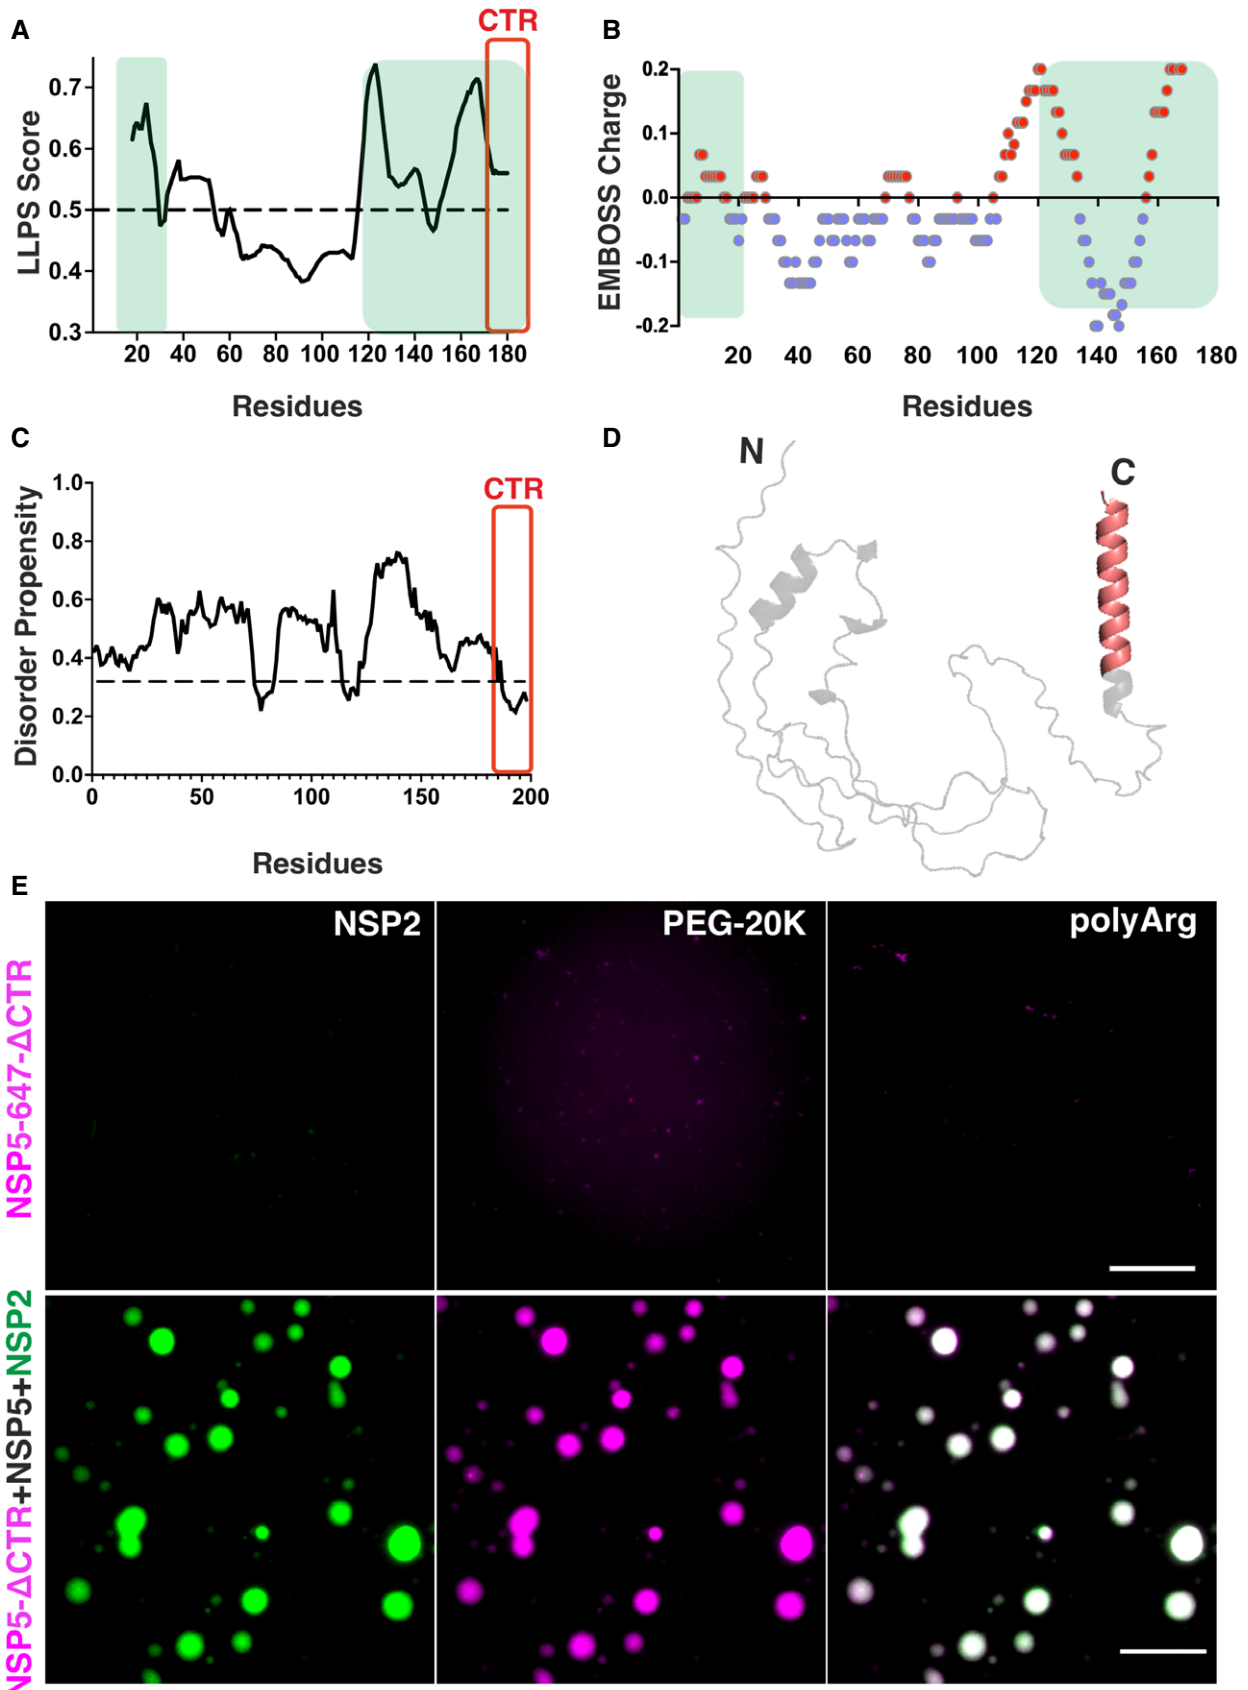 A
CTR
LLPS Score
0.7
0.6
0.5
0.4
0.3
20 40 60 80 100 120 140 160 180
Residues
B
EMBOSS Charge
0.2
0.1
0.0
-0.1
-0.2
20 40 60 80 100 120 140 160 180
Residues
C
CTR
Disorder Propensity
1.0
0.8
0.6
0.4
0.2
0.0
0 50 100 150 200
Residues
D
N
C
E
NSP2 PEG-20K polyArg
NSP5-647-ΔCTR
NSP5-ΔCTR+NSP5+NSP2